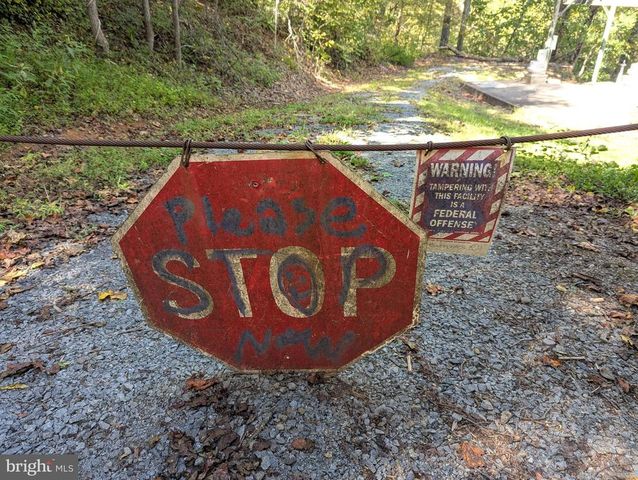 Please
STOP
Now
WARNING!
TAMPERING WITH
THIS FACILITY
IS A
FEDERAL
OFFENSE
bright MLS